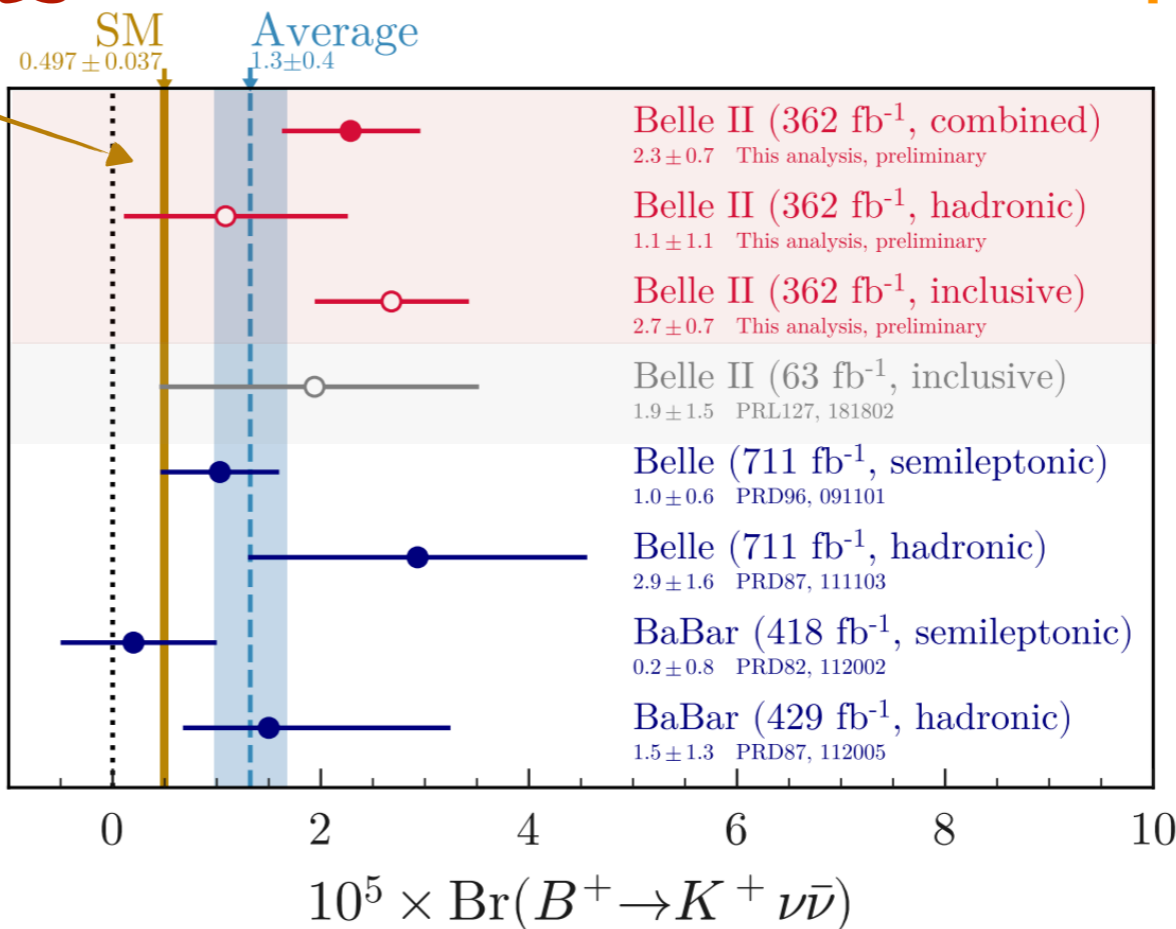 SM
0.497 ± 0.037
Average
1.3±0.4
Belle II (362 fb⁻¹, combined)
2.3 ± 0.7 This analysis, preliminary
Belle II (362 fb⁻¹, hadronic)
1.1 ± 1.1 This analysis, preliminary
Belle II (362 fb⁻¹, inclusive)
2.7 ± 0.7 This analysis, preliminary
Belle II (63 fb⁻¹, inclusive)
1.9 ± 1.5 PRL127, 181802
Belle (711 fb⁻¹, semileptonic)
1.0 ± 0.6 PRD96, 091101
Belle (711 fb⁻¹, hadronic)
2.9 ± 1.6 PRD87, 111103
BaBar (418 fb⁻¹, semileptonic)
0.2 ± 0.8 PRD82, 112002
BaBar (429 fb⁻¹, hadronic)
1.5 ± 1.3 PRD87, 112005
0 2 4 6 8 10
10⁵ × Br(B⁺→K⁺νν̄)